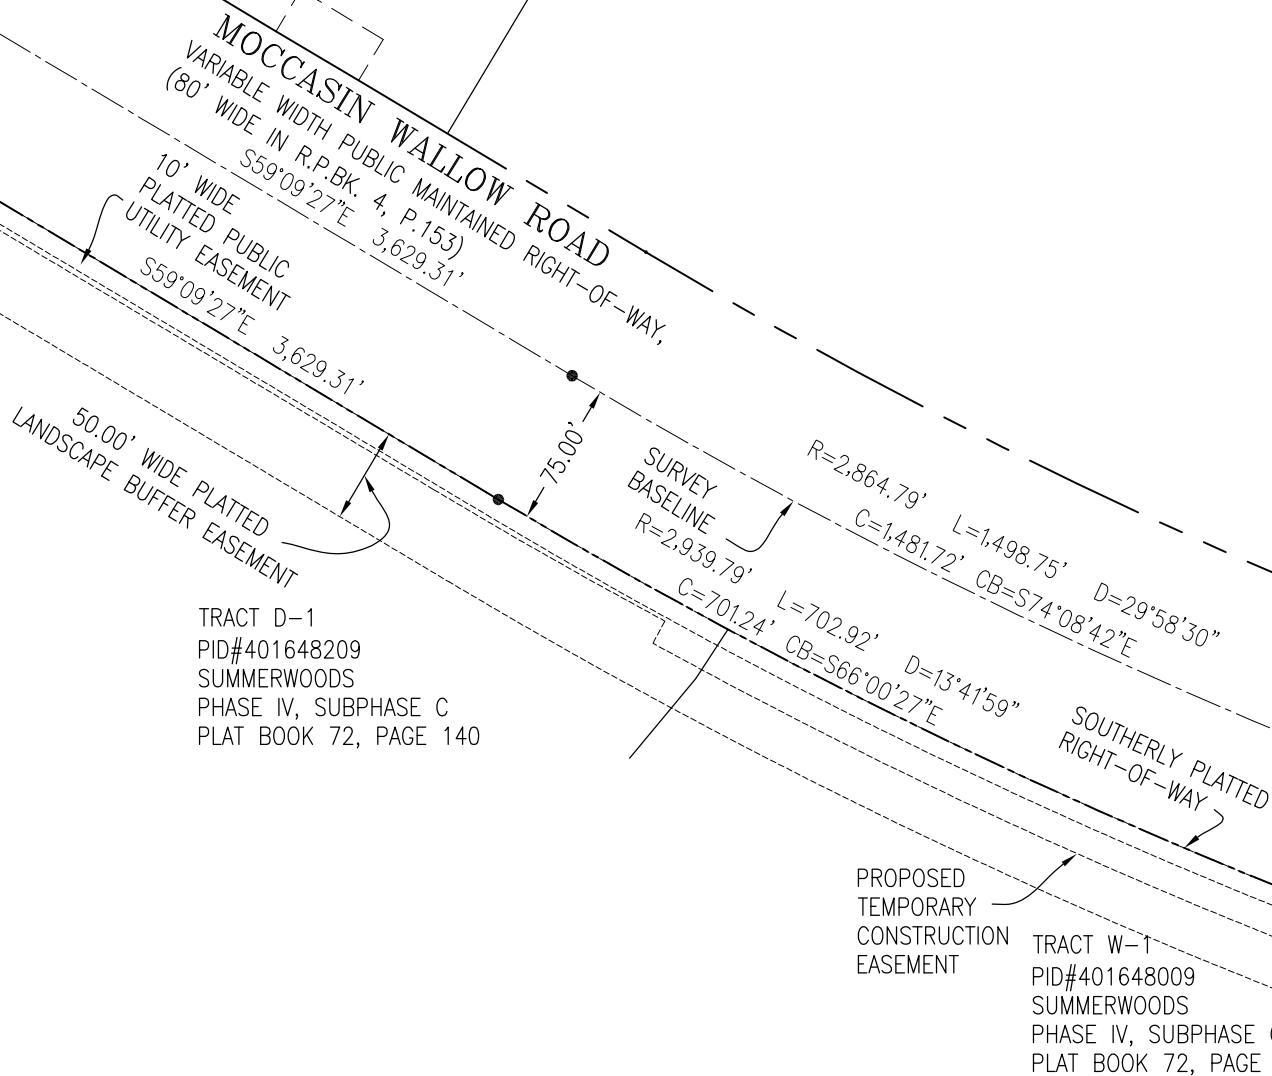 MOCCASIN WALLOW ROAD
VARIABLE WIDTH PUBLIC MAINTAINED RIGHT-OF-WAY,
(80' WIDE IN R.P.BK. 4, P.153)
S59°09'27"E 3,629.31'
10' WIDE
PLATTED PUBLIC
UTILITY EASEMENT
S59°09'27"E 3,629.31'
50.00' WIDE PLATTED
LANDSCAPE BUFFER EASEMENT
75.00'
SURVEY
BASELINE
R=2,864.79' L=1,498.75' D=29°58'30"
C=1,481.72' CB=S74°08'42"E
R=2,939.79' L=702.92' D=13°41'59"
C=701.24' CB=S66°00'27"E
TRACT D-1
PID#401648209
SUMMERWOODS
PHASE IV, SUBPHASE C
PLAT BOOK 72, PAGE 140
SOUTHERLY PLATTED
RIGHT-OF-WAY
PROPOSED
TEMPORARY
CONSTRUCTION
EASEMENT
TRACT W-1
PID#401648009
SUMMERWOODS
PHASE IV, SUBPHASE
PLAT BOOK 72, PAGE